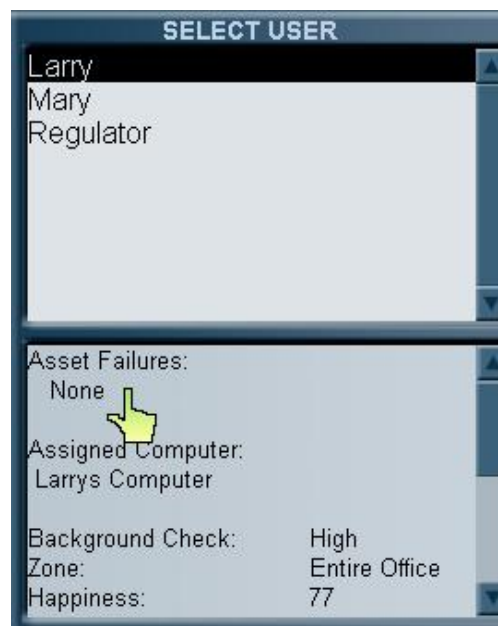 SELECT USER
Larry
Mary
Regulator
Asset Failures:
None
Assigned Computer:
Larrys Computer
Background Check: High
Zone: Entire Office
Happiness: 77